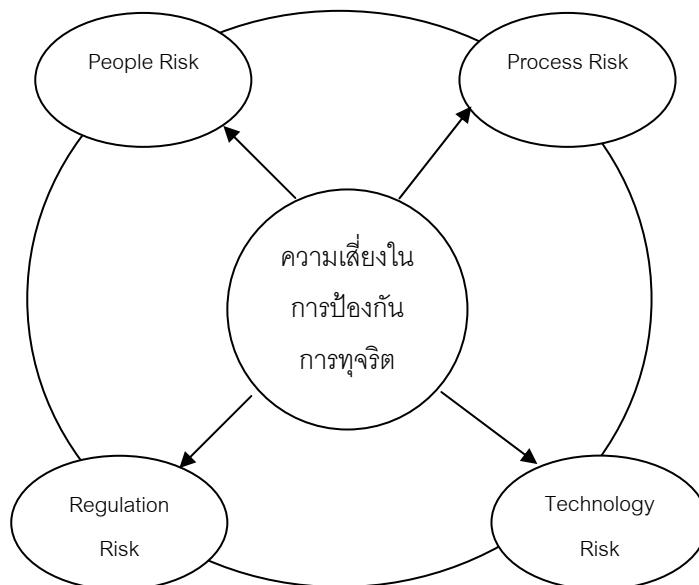 People Risk
Process Risk
ความเสี่ยงใน
การป้องกัน
การทุจริต
Regulation
Risk
Technology
Risk